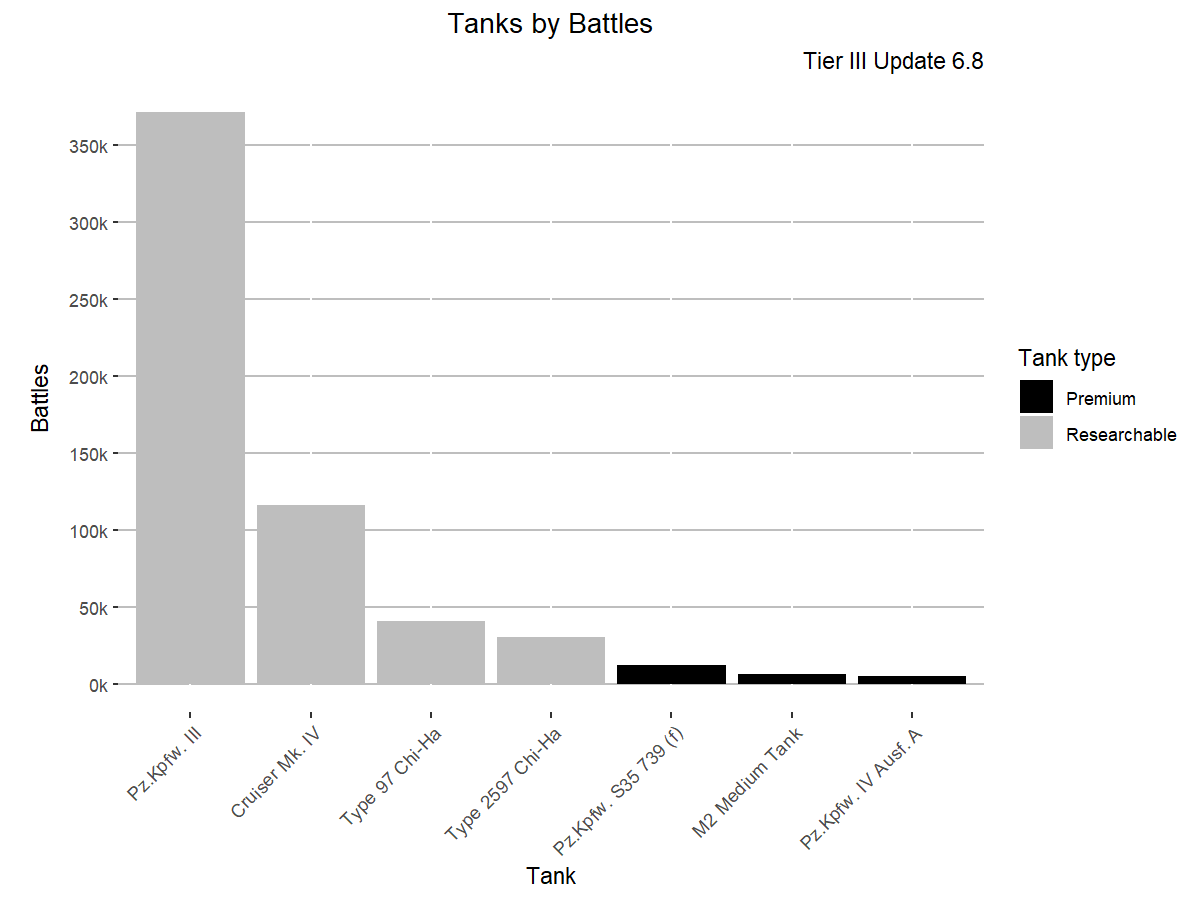 Tanks by Battles
Tier III Update 6.8
Battles
350k
300k
250k
200k
150k
100k
50k
0k
Pz.Kpfw. III
Cruiser Mk. IV
Type 97 Chi-Ha
Type 2597 Chi-Ha
Pz.Kpfw. S35 739 (f)
M2 Medium Tank
Pz.Kpfw. IV Ausf. A
Tank
Tank type
Premium
Researchable